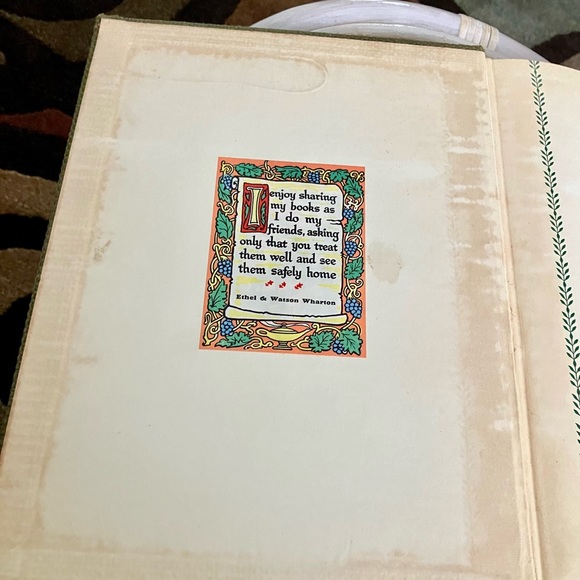 I enjoy sharing
my books as
I do my
friends, asking
only that you treat
them well and see
them safely home
Ethel & Watson Wharton